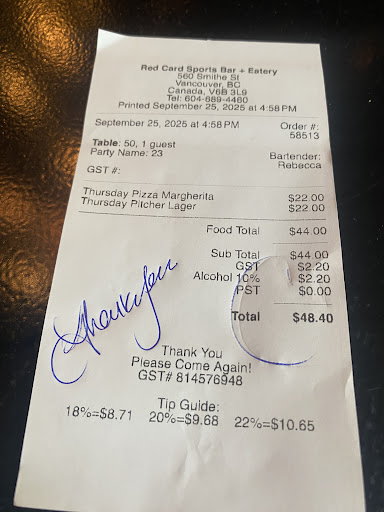 Red Card Sports Bar + Eatery
560 Smithe St
Vancouver, BC
Canada, V6B 3L9
Tel: 604-689-4460
Printed September 25, 2025 at 4:58 PM
September 25, 2025 at 4:58 PM Order #: 58513
Table: 50, 1 guest
Party Name: 23 Bartender: Rebecca
GST #:
Thursday Pizza Margherita $22.00
Thursday Pitcher Lager $22.00
Food Total $44.00
Sub Total $44.00
GST $2.20
Alcohol 10% $2.20
PST $0.00
Total $48.40
Thank you
Thank You
Please Come Again!
GST# 814576948
Tip Guide:
18%=$8.71 20%=$9.68 22%=$10.65